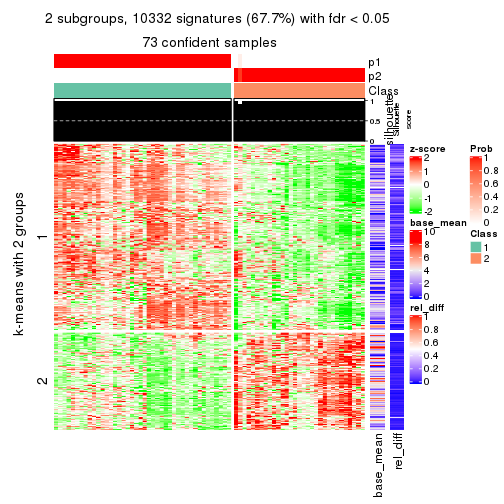 2 subgroups, 10332 signatures (67.7%) with fdr < 0.05
73 confident samples
p1
p2
Class
1
0.5
0
silhouette
Silhouette
score
k-means with 2 groups
1
2
base_mean
rel_diff
z-score
2
1
0
-1
-2
base_mean
10
8
6
4
2
0
rel_diff
1
0.8
0.6
0.4
0.2
0
Prob
1
0.8
0.6
0.4
0.2
0
Class
1
2